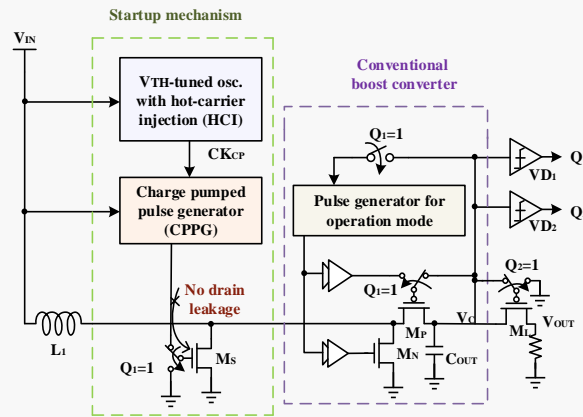 Startup mechanism
VIN
VTH-tuned osc.
with hot-carrier
injection (HCI)
CKCP
Charge pumped
pulse generator
(CPPG)
No drain
leakage
L1
Q1=1
MS
Conventional
boost converter
Q1=1
Pulse generator for
operation mode
Q1=1
MP
MN
COUT
VC
Q2=1
ML
VOUT
VD1
Q
VD2
Q